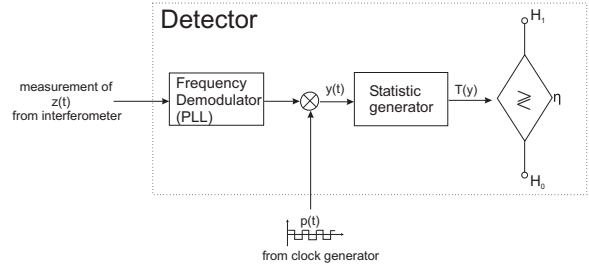 Detector
measurement of
z(t)
from interferometer
Frequency
Demodulator
(PLL)
y(t)
Statistic
generator
T(y)
H₁
≷
η
H₀
p(t)
from clock generator